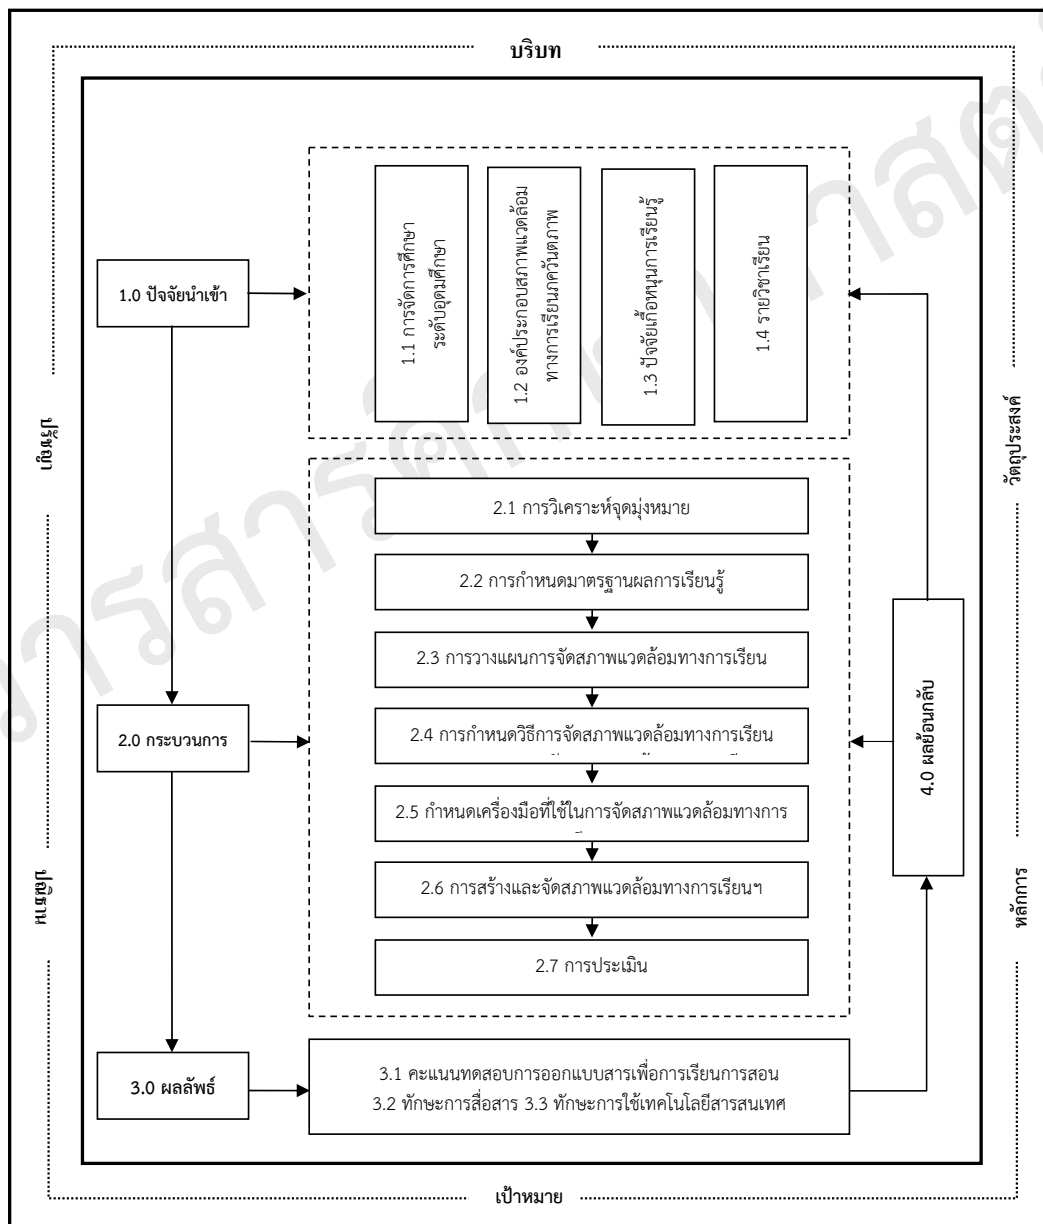 บริบท
1.1 การจัดการศึกษา
ระดับอุดมศึกษา
1.2 องค์ประกอบสภาพแวดล้อม
ทางการเรียนภควันตภาพ
1.3 ปัจจัยเกื้อหนุนการเรียนรู้
1.4 รายวิชาเรียน
1.0 ปัจจัยนำเข้า
ปรัชญา
วัตถุประสงค์
2.1 การวิเคราะห์จุดมุ่งหมาย
2.2 การกำหนดมาตรฐานผลการเรียนรู้
2.3 การวางแผนการจัดสภาพแวดล้อมทางการเรียน
2.0 กระบวนการ
2.4 การกำหนดวิธีการจัดสภาพแวดล้อมทางการเรียน
4.0 ผลย้อนกลับ
2.5 กำหนดเครื่องมือที่ใช้ในการจัดสภาพแวดล้อมทางการ
2.6 การสร้างและจัดสภาพแวดล้อมทางการเรียนฯ
ปณิธาน
หลักการ
2.7 การประเมิน
3.0 ผลลัพธ์
3.1 คะแนนทดสอบการออกแบบสารเพื่อการเรียนการสอน
3.2 ทักษะการสื่อสาร 3.3 ทักษะการใช้เทคโนโลยีสารสนเทศ
เป้าหมาย